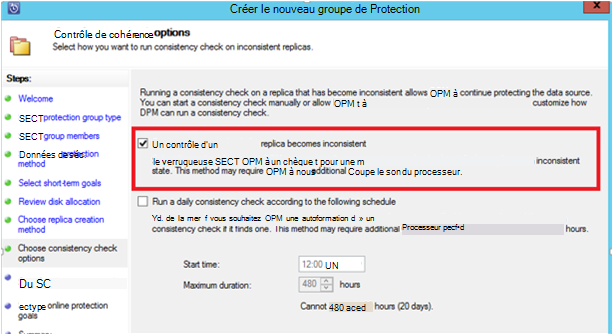 Créer le nouveau groupe de Protection
Contrôle de cohérence options
Select how you want to run consistency check on inconsistent replicas.
Steps:
Welcome
SECT protection group type
SECT group members
Données de protection
method
Select short-term goals
Review disk allocation
Choose replica creation
method
Choose consistency check
options
Du SC
ectype online protection
goals
Running a consistency check on a replica that has become inconsistent allows OPM à continue protecting the data source.
You can start a consistency check manually or allow OPM t à customize how
DPM can run a consistency check.
Un contrôle d'un replica becomes inconsistent
le verruqueuse SECT OPM à un chèque t pour une m inconsistent
state. This method may require OPM à nous additional Coupe le son du processeur.
Run a daily consistency check according to the following schedule
Yd. de la mer f vous souhaitez OPM une autoformation d » un
consistency check if it finds one. This method may require additional Processeur pecf+d hours.
Start time: 12:00 UN
Maximum duration: 480 hours
Cannot 480 aced hours (20 days).